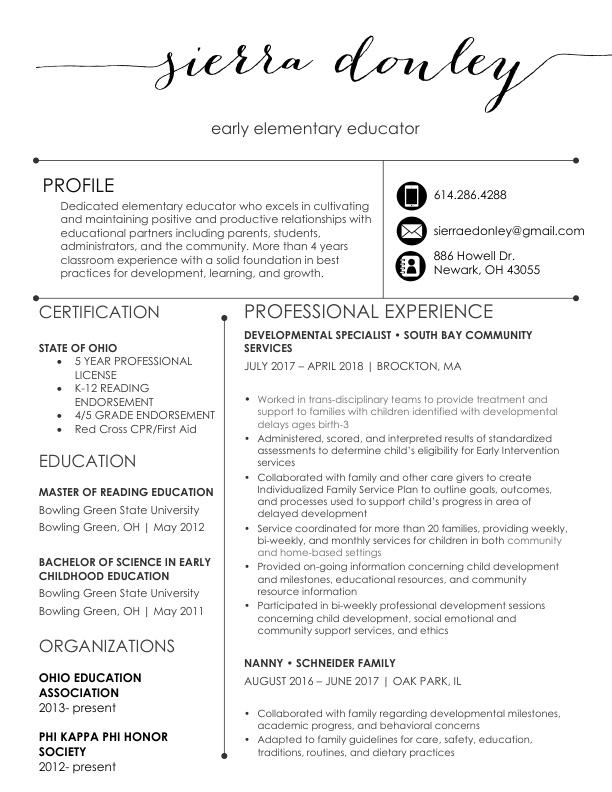 sierra donley
early elementary educator
PROFILE
Dedicated elementary educator who excels in cultivating
and maintaining positive and productive relationships with
educational partners including parents, students,
administrators, and the community. More than 4 years
classroom experience with a solid foundation in best
practices for development, learning, and growth.
614.286.4288
sierraedonley@gmail.com
886 Howell Dr.
Newark, OH 43055
CERTIFICATION
STATE OF OHIO
• 5 YEAR PROFESSIONAL
LICENSE
• K-12 READING
ENDORSEMENT
• 4/5 GRADE ENDORSEMENT
• Red Cross CPR/First Aid
EDUCATION
MASTER OF READING EDUCATION
Bowling Green State University
Bowling Green, OH | May 2012
BACHELOR OF SCIENCE IN EARLY
CHILDHOOD EDUCATION
Bowling Green State University
Bowling Green, OH | May 2011
ORGANIZATIONS
OHIO EDUCATION
ASSOCIATION
2013- present
PHI KAPPA PHI HONOR
SOCIETY
2012- present
PROFESSIONAL EXPERIENCE
DEVELOPMENTAL SPECIALIST • SOUTH BAY COMMUNITY
SERVICES
JULY 2017 – APRIL 2018 | BROCKTON, MA
• Worked in trans-disciplinary teams to provide treatment and
support to families with children identified with developmental
delays ages birth-3
• Administered, scored, and interpreted results of standardized
assessments to determine child's eligibility for Early Intervention
services
• Collaborated with family and other care givers to create
Individualized Family Service Plan to outline goals, outcomes,
and processes used to support child's progress in area of
delayed development
• Service coordinated for more than 20 families, providing weekly,
bi-weekly, and monthly services for children in both community
and home-based settings
• Provided on-going information concerning child development
and milestones, educational resources, and community
resource information
• Participated in bi-weekly professional development sessions
concerning child development, social emotional and
community support services, and ethics
NANNY • SCHNEIDER FAMILY
AUGUST 2016 – JUNE 2017 | OAK PARK, IL
• Collaborated with family regarding developmental milestones,
academic progress, and behavioral concerns
• Adapted to family guidelines for care, safety, education,
traditions, routines, and dietary practices